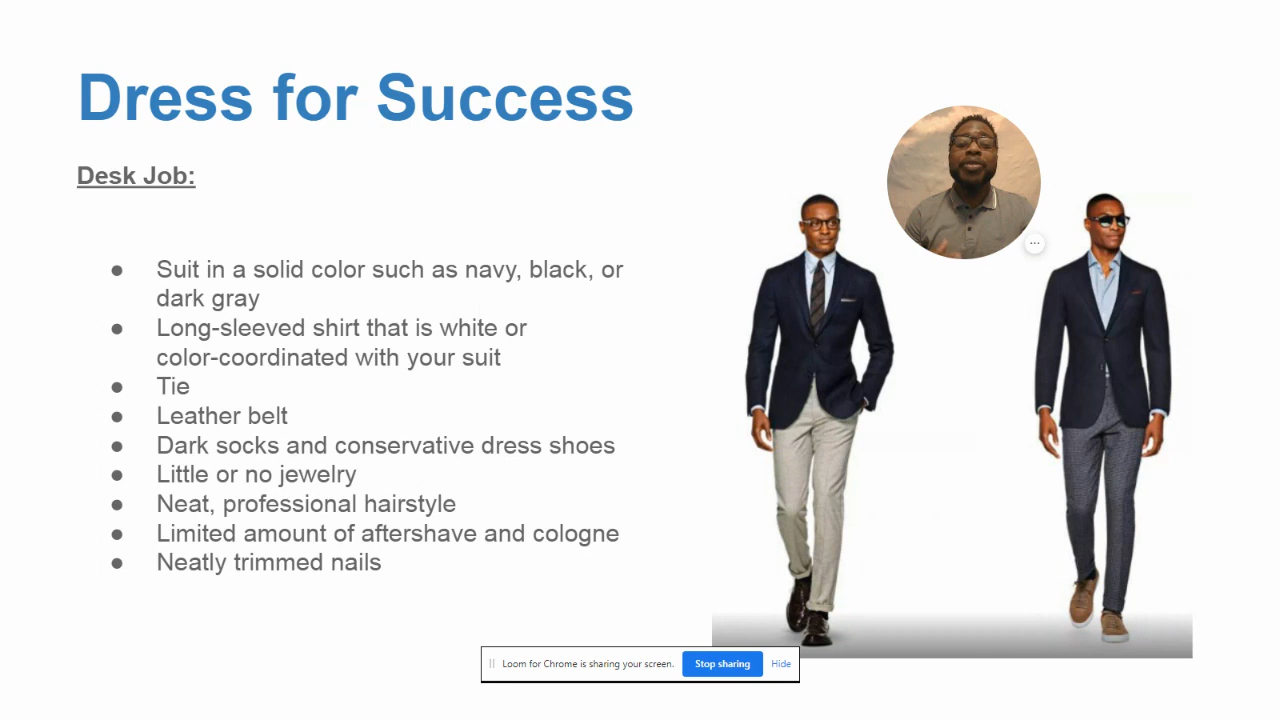 Dress for Success
Desk Job:
● Suit in a solid color such as navy, black, or
dark gray
● Long-sleeved shirt that is white or
color-coordinated with your suit
● Tie
● Leather belt
● Dark socks and conservative dress shoes
● Little or no jewelry
● Neat, professional hairstyle
● Limited amount of aftershave and cologne
● Neatly trimmed nails
Loom for Chrome is sharing your screen. Stop sharing Hide